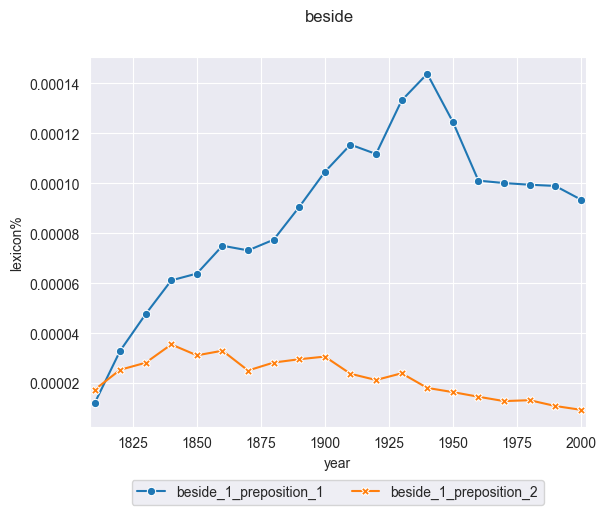 beside
0.00014
0.00012
0.00010
0.00008
0.00006
0.00004
0.00002
lexicon%
1825 1850 1875 1900 1925 1950 1975 2000
year
beside_1_preposition_1 beside_1_preposition_2